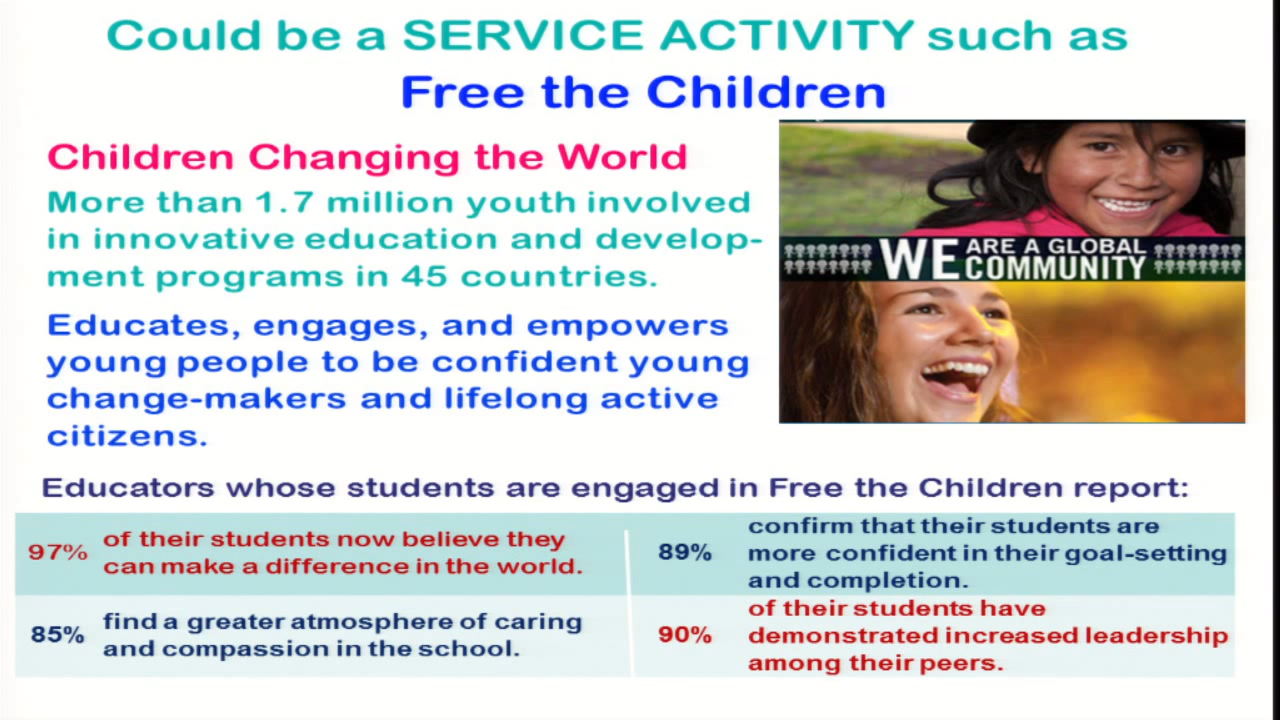 Could be a SERVICE ACTIVITY such as
Free the Children
Children Changing the World
More than 1.7 million youth involved
in innovative education and develop-
ment programs in 45 countries.
WE ARE A GLOBAL
COMMUNITY
Educates, engages, and empowers
young people to be confident young
change-makers and lifelong active
citizens.
Educators whose students are engaged in Free the Children report:
97% of their students now believe they
can make a difference in the world.
89% confirm that their students are
more confident in their goal-setting
and completion.
85% find a greater atmosphere of caring
and compassion in the school.
90% of their students have
demonstrated increased leadership
among their peers.